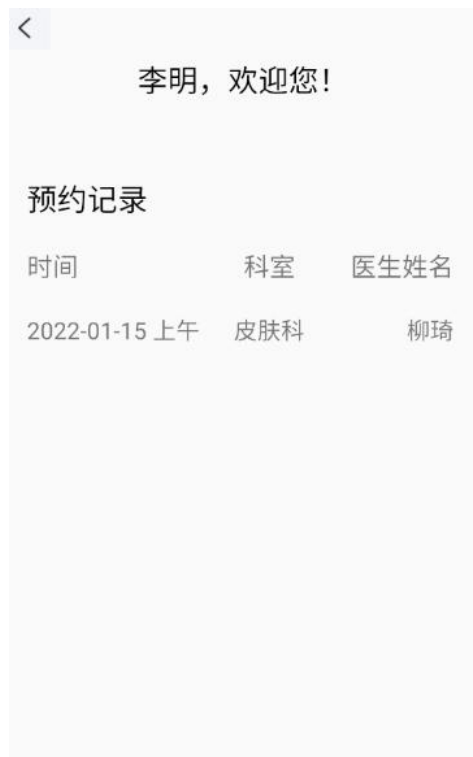 李明，欢迎您！
预约记录
时间 科室 医生姓名
2022-01-15 上午 皮肤科 柳琦